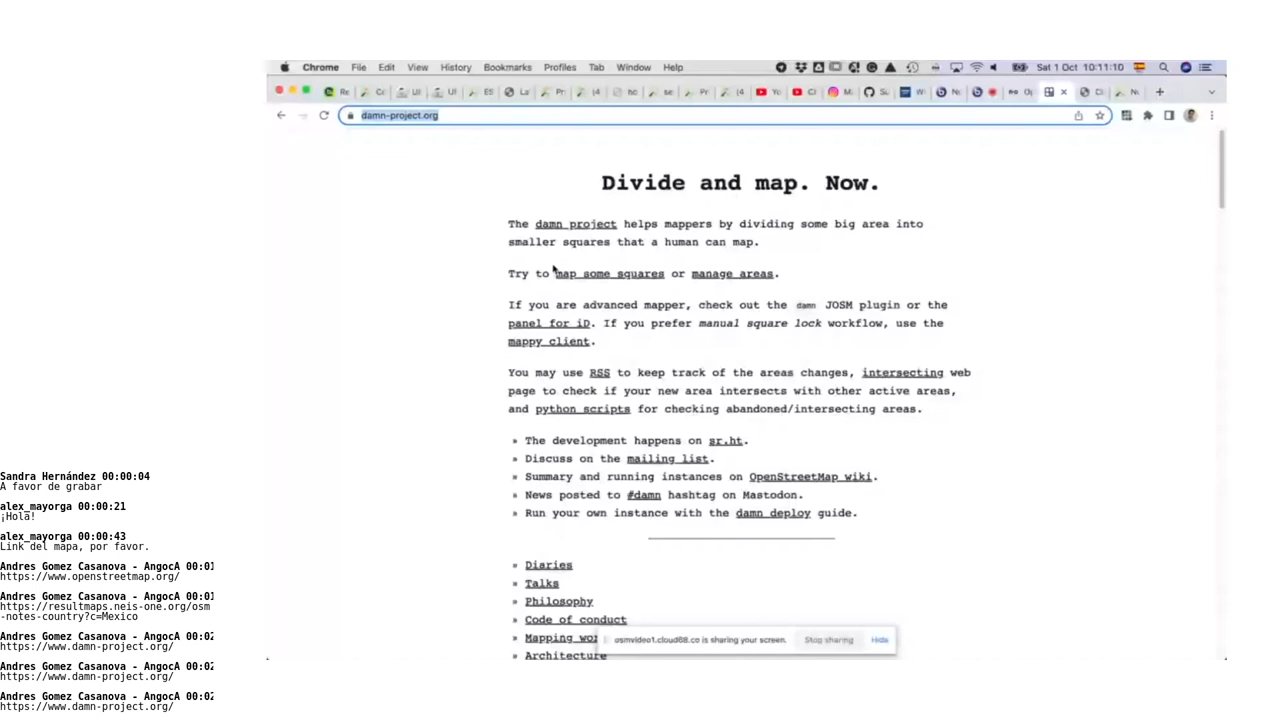 Chrome File Edit View History Bookmarks Profiles Tab Window Help Sat 1 Oct 10:11:10
damn-project.org
Divide and map. Now.
The damn project helps mappers by dividing some big area into
smaller squares that a human can map.
Try to map some squares or manage areas.
If you are advanced mapper, check out the damn JOSM plugin or the
panel for iD. If you prefer manual square lock workflow, use the
mappy client.
You may use RSS to keep track of the areas changes, intersecting web
page to check if your new area intersects with other active areas,
and python scripts for checking abandoned/intersecting areas.
» The development happens on sr.ht.
» Discuss on the mailing list.
» Summary and running instances on OpenStreetMap wiki.
» News posted to #damn hashtag on Mastodon.
» Run your own instance with the damn deploy guide.
» Diaries
» Talks
» Philosophy
» Code of conduct
» Mapping wor
» Architecture
osmvideo1.cloud68.co is sharing your screen. Stop sharing Hide
Sandra Hernández 00:00:04
A favor de grabar
alex_mayorga 00:00:21
¡Hola!
alex_mayorga 00:00:43
Link del mapa, por favor.
Andres Gomez Casanova - AngocA 00:01
https://www.openstreetmap.org/
Andres Gomez Casanova - AngocA 00:01
https://resultmaps.neis-one.org/osm
-notes-country?c=Mexico
Andres Gomez Casanova - AngocA 00:02
https://www.damn-project.org/
Andres Gomez Casanova - AngocA 00:02
https://www.damn-project.org/
Andres Gomez Casanova - AngocA 00:02
https://www.damn-project.org/